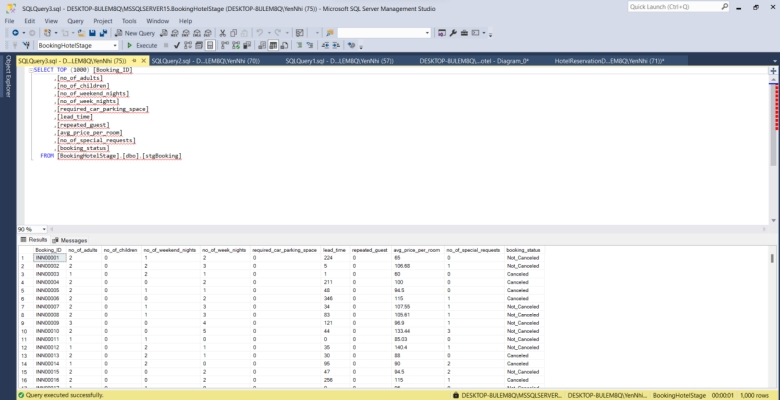 SQLQuery3.sql - DESKTOP-BULEM8Q\MSSQLSERVER15.BookingHotelStage (DESKTOP-BULEM8Q\YenNhi (75)) - Microsoft SQL Server Management Studio
Quick Launch (Ctrl+Q)
File Edit View Query Project Tools Window Help
New Query
BookingHotelStage
Execute
Object Explorer
SQLQuery3.sql - D...LEM8Q\YenNhi (75))
SQLQuery2.sql - D...LEM8Q\YenNhi (70))
SQLQuery1.sql - D...LEM8Q\YenNhi (57))
DESKTOP-BULEM8Q\...otel - Diagram_0*
HotelReservationD...LEM8Q\YenNhi (71))*
SELECT TOP (1000) [Booking_ID]
,[no_of_adults]
,[no_of_children]
,[no_of_weekend_nights]
,[no_of_week_nights]
,[required_car_parking_space]
,[lead_time]
,[repeated_guest]
,[avg_price_per_room]
,[no_of_special_requests]
,[booking_status]
FROM [BookingHotelStage].[dbo].[stgBooking]
90 %
Results Messages
Booking_ID no_of_adults no_of_children no_of_weekend_nights no_of_week_nights required_car_parking_space lead_time repeated_guest avg_price_per_room no_of_special_requests booking_status
1 INN00001 2 0 1 2 0 224 0 65 0 Not_Canceled
2 INN00002 2 0 2 3 0 5 0 106.68 1 Not_Canceled
3 INN00003 1 0 2 1 0 1 0 60 0 Canceled
4 INN00004 2 0 0 2 0 211 0 100 0 Canceled
5 INN00005 2 0 1 1 0 48 0 94.5 0 Canceled
6 INN00006 2 0 0 2 0 346 0 115 1 Canceled
7 INN00007 2 0 1 3 0 34 0 107.55 1 Not_Canceled
8 INN00008 2 0 1 3 0 83 0 105.61 1 Not_Canceled
9 INN00009 3 0 0 4 0 121 0 96.9 1 Not_Canceled
10 INN00010 2 0 0 5 0 44 0 133.44 3 Not_Canceled
11 INN00011 1 0 1 0 0 0 0 85.03 0 Not_Canceled
12 INN00012 1 0 2 1 0 35 0 140.4 1 Not_Canceled
13 INN00013 2 0 2 1 0 30 0 88 0 Canceled
14 INN00014 1 0 2 0 0 95 0 90 2 Canceled
15 INN00015 2 0 0 2 0 47 0 94.5 2 Not_Canceled
16 INN00016 2 0 0 2 0 256 0 115 1 Canceled
Query executed successfully.
DESKTOP-BULEM8Q\MSSQLSERVER... DESKTOP-BULEM8Q\YenNhi... BookingHotelStage 00:00:01 1,000 rows